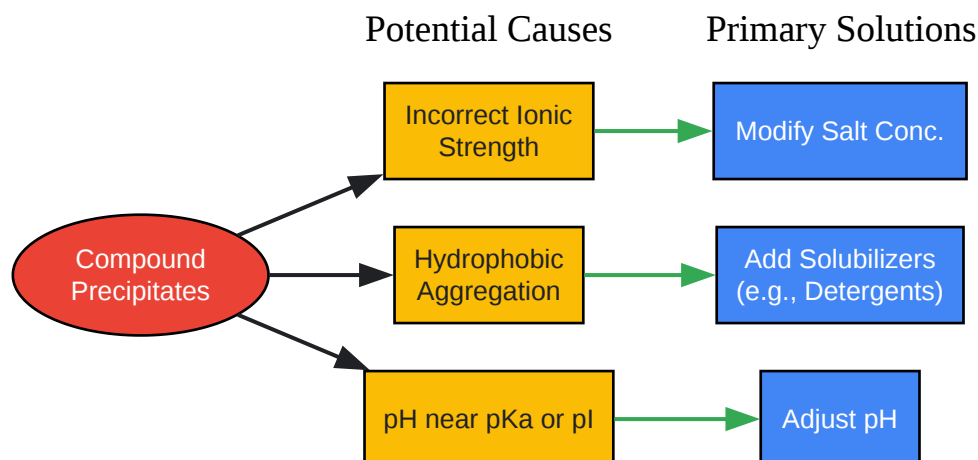 Potential Causes
Primary Solutions
Incorrect Ionic
Strength
Modify Salt Conc.
Compound
Precipitates
Hydrophobic
Aggregation
Add Solubilizers
(e.g., Detergents)
pH near pKa or pI
Adjust pH